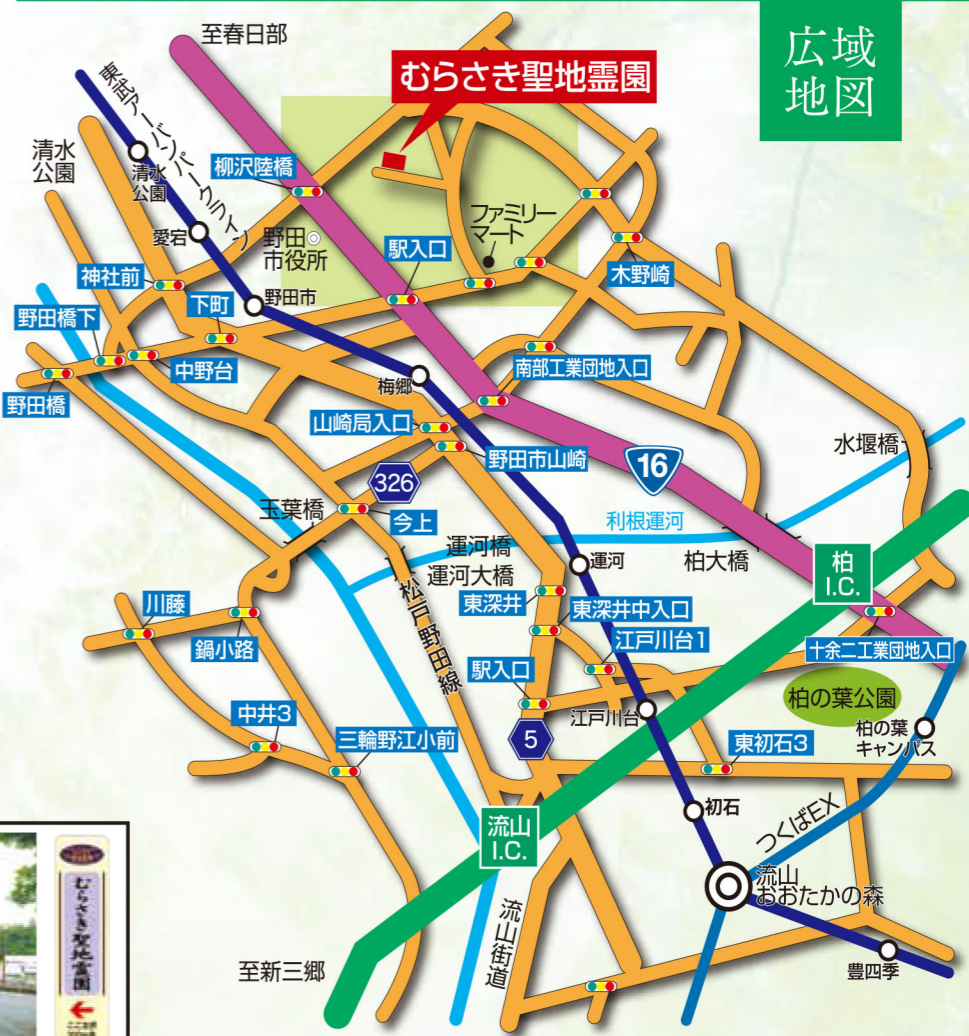 広域
地図
至春日部
むらさき聖地霊園
東武アーバンパークライン
清水
公園
清水
公園
柳沢陸橋
愛宕
野田
市役所
ファミリー
マート
駅入口
木野崎
神社前
野田市
下町
野田橋下
中野台
野田橋
梅郷
南部工業団地入口
山崎局入口
野田市山崎
16
水堰橋
326
玉葉橋
今上
利根運河
運河橋
運河大橋
運河
柏大橋
柏
I.C.
松戸野田線
東深井
東深井中入口
川藤
鍋小路
江戸川台1
十余二工業団地入口
駅入口
柏の葉公園
江戸川台
中井3
三輪野江小前
5
東初石3
柏の葉
キャンパス
初石
つくばEX
流山
I.C.
流山
おおたかの森
流山街道
至新三郷
豊四季
むらさき聖地霊園